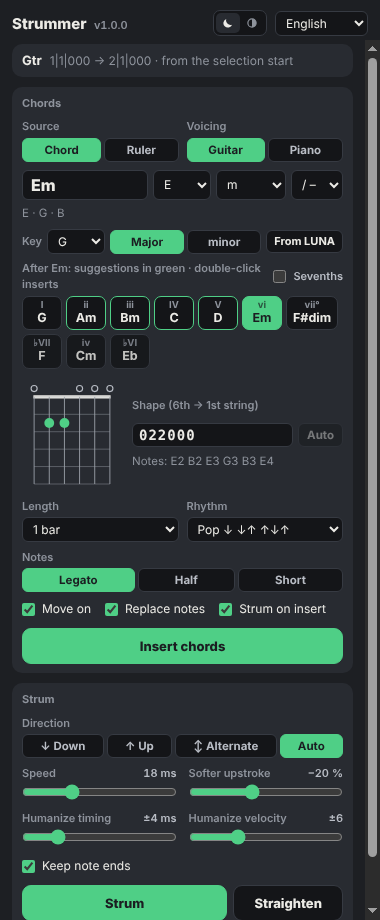 Strummer v1.0.0 English
Gtr 1|1|000 → 2|1|000 · from the selection start
Chords
Source Voicing
Chord Ruler Guitar Piano
Em E m / –
E · G · B
Key G Major minor From LUNA
After Em: suggestions in green · double-click
inserts
Sevenths
I ii iii IV V vi vii°
G Am Bm C D Em F#dim
♭VII iv ♭VI
F Cm Eb
Shape (6th → 1st string)
022000 Auto
Notes: E2 B2 E3 G3 B3 E4
Length Rhythm
1 bar Pop ↓ ↓↑ ↑↓↑
Notes
Legato Half Short
Move on Replace notes Strum on insert
Insert chords
Strum
Direction
↓ Down ↑ Up ↕ Alternate Auto
Speed 18 ms Softer upstroke −20 %
Humanize timing ±4 ms Humanize velocity ±6
Keep note ends
Strum Straighten